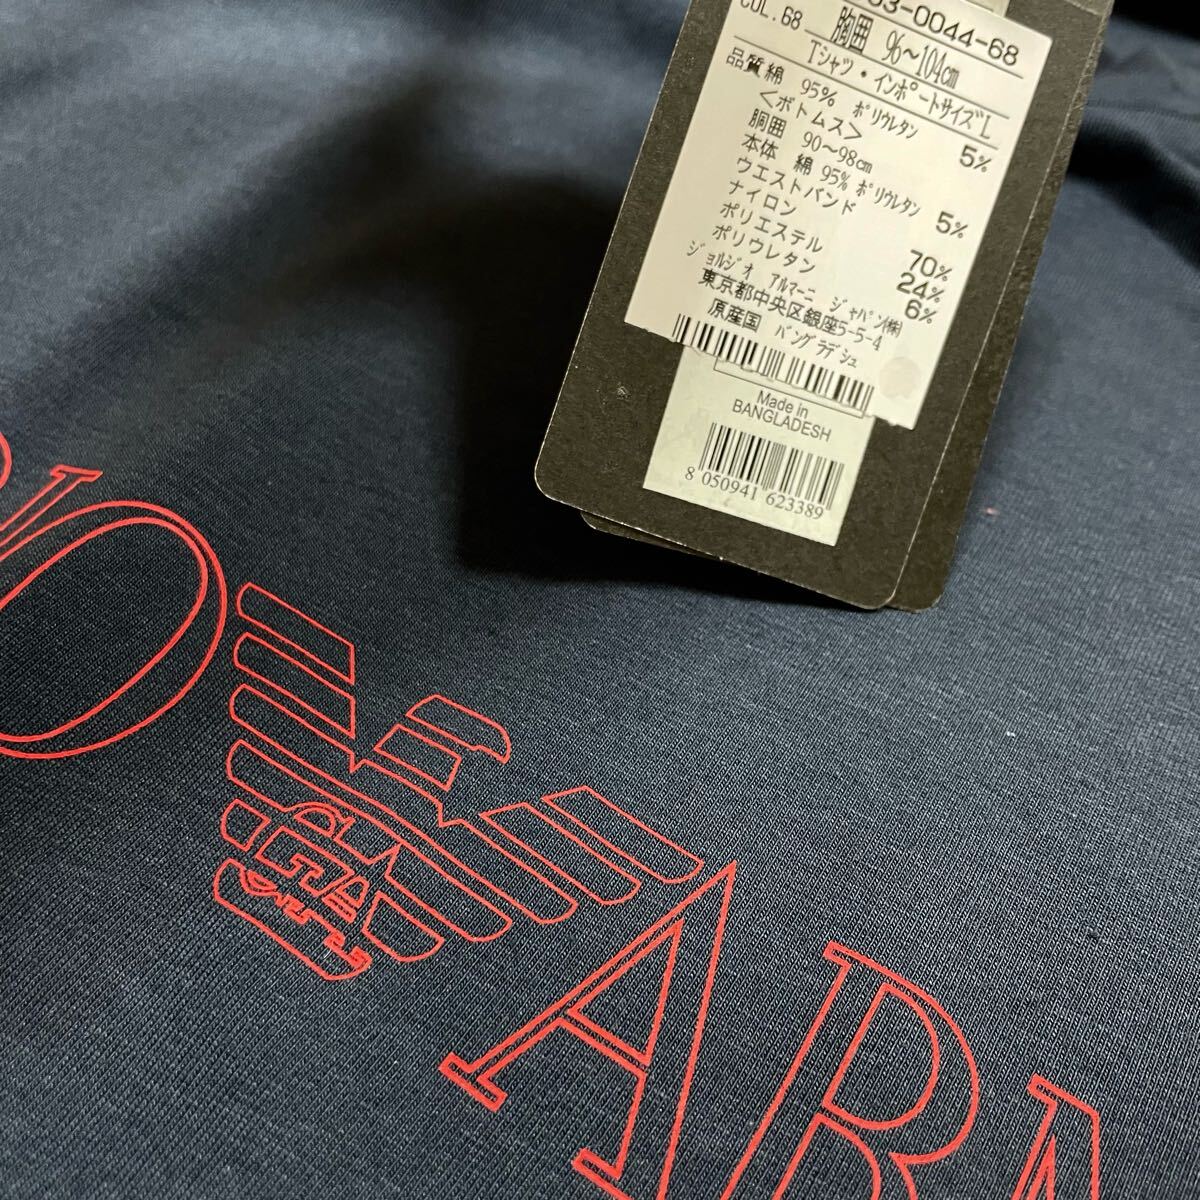 03-0044-68
COL.68 胸囲 96〜104cm
Tシャツ・インポートサイズL
品質 綿 95% ポリウレタン 5%
<ボトムス>
胴囲 90〜98cm
本体 綿 95% ポリウレタン 5%
ウエストバンド
ナイロン 70%
ポリエステル 24%
ポリウレタン 6%
ジョルジオ アルマーニ ジャパン㈱
東京都中央区銀座5-5-4
原産国 バングラデシュ
Made in
BANGLADESH
8 050941 623389
IO
GA
AR